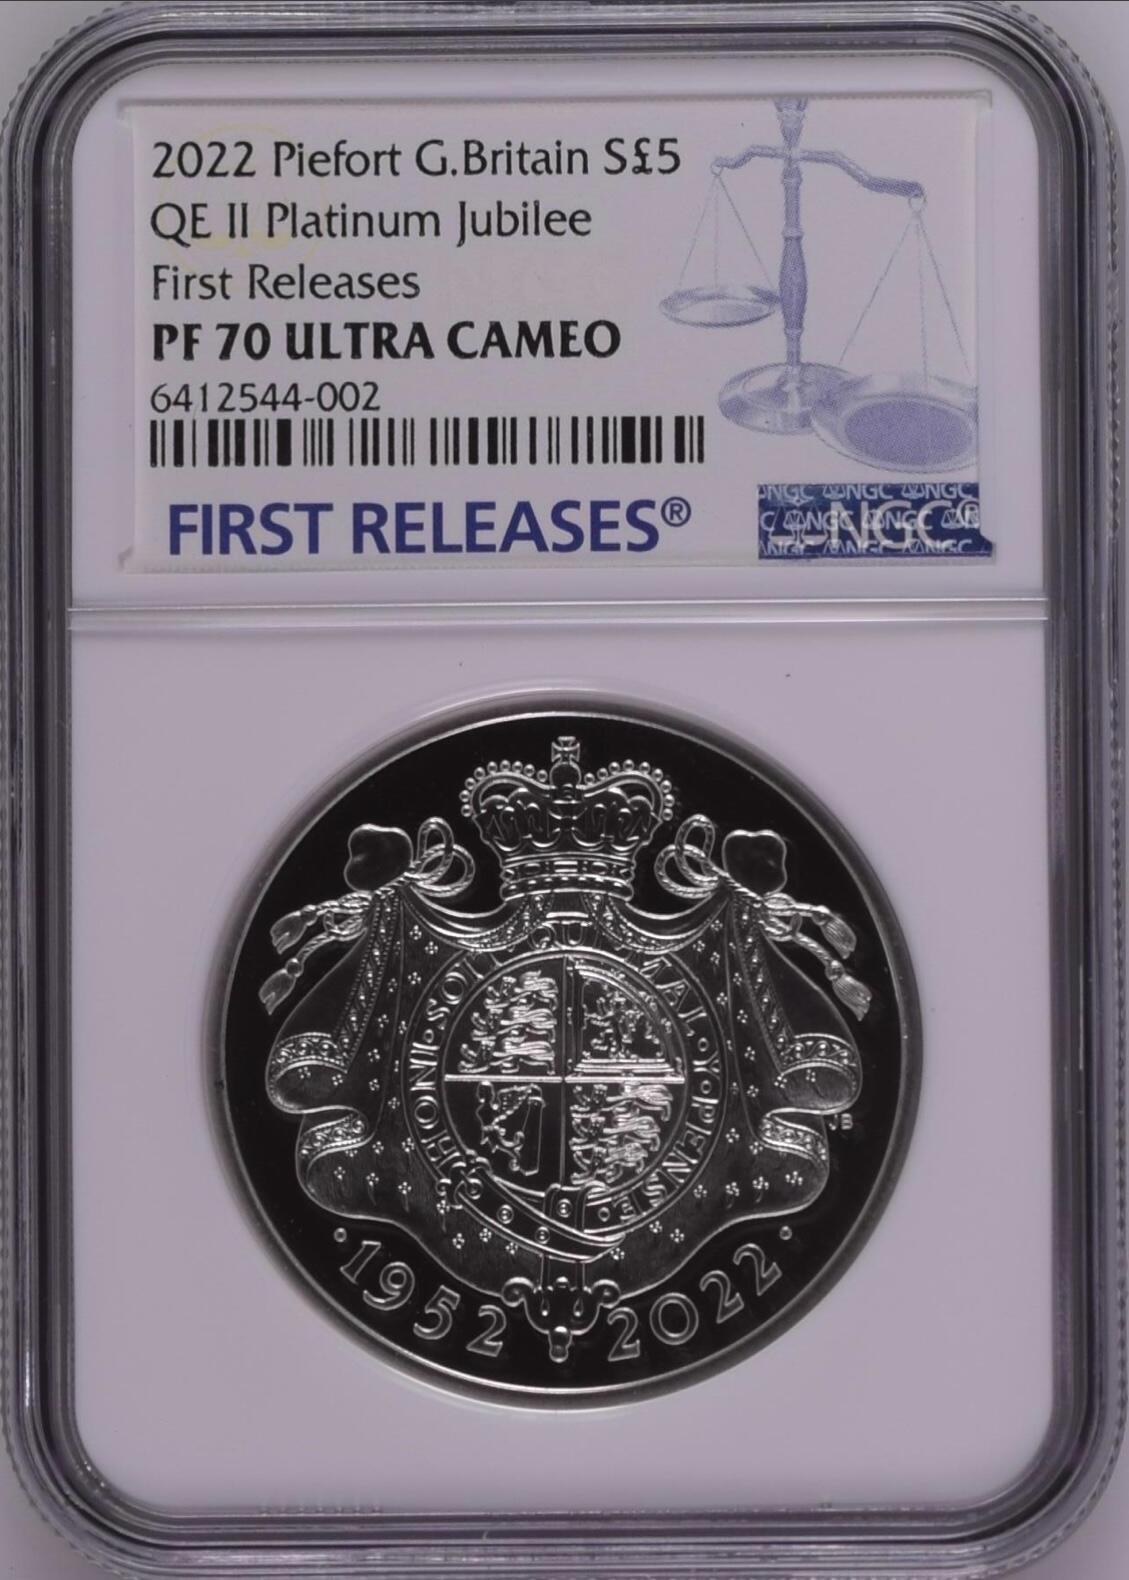 2022 Piefort G.Britain S£5
QE II Platinum Jubilee
First Releases
PF 70 ULTRA CAMEO
6412544-002
FIRST RELEASES®
NGC
HONI·SOIT QUI MAL·Y·PENSE
JB
·1952 2022·